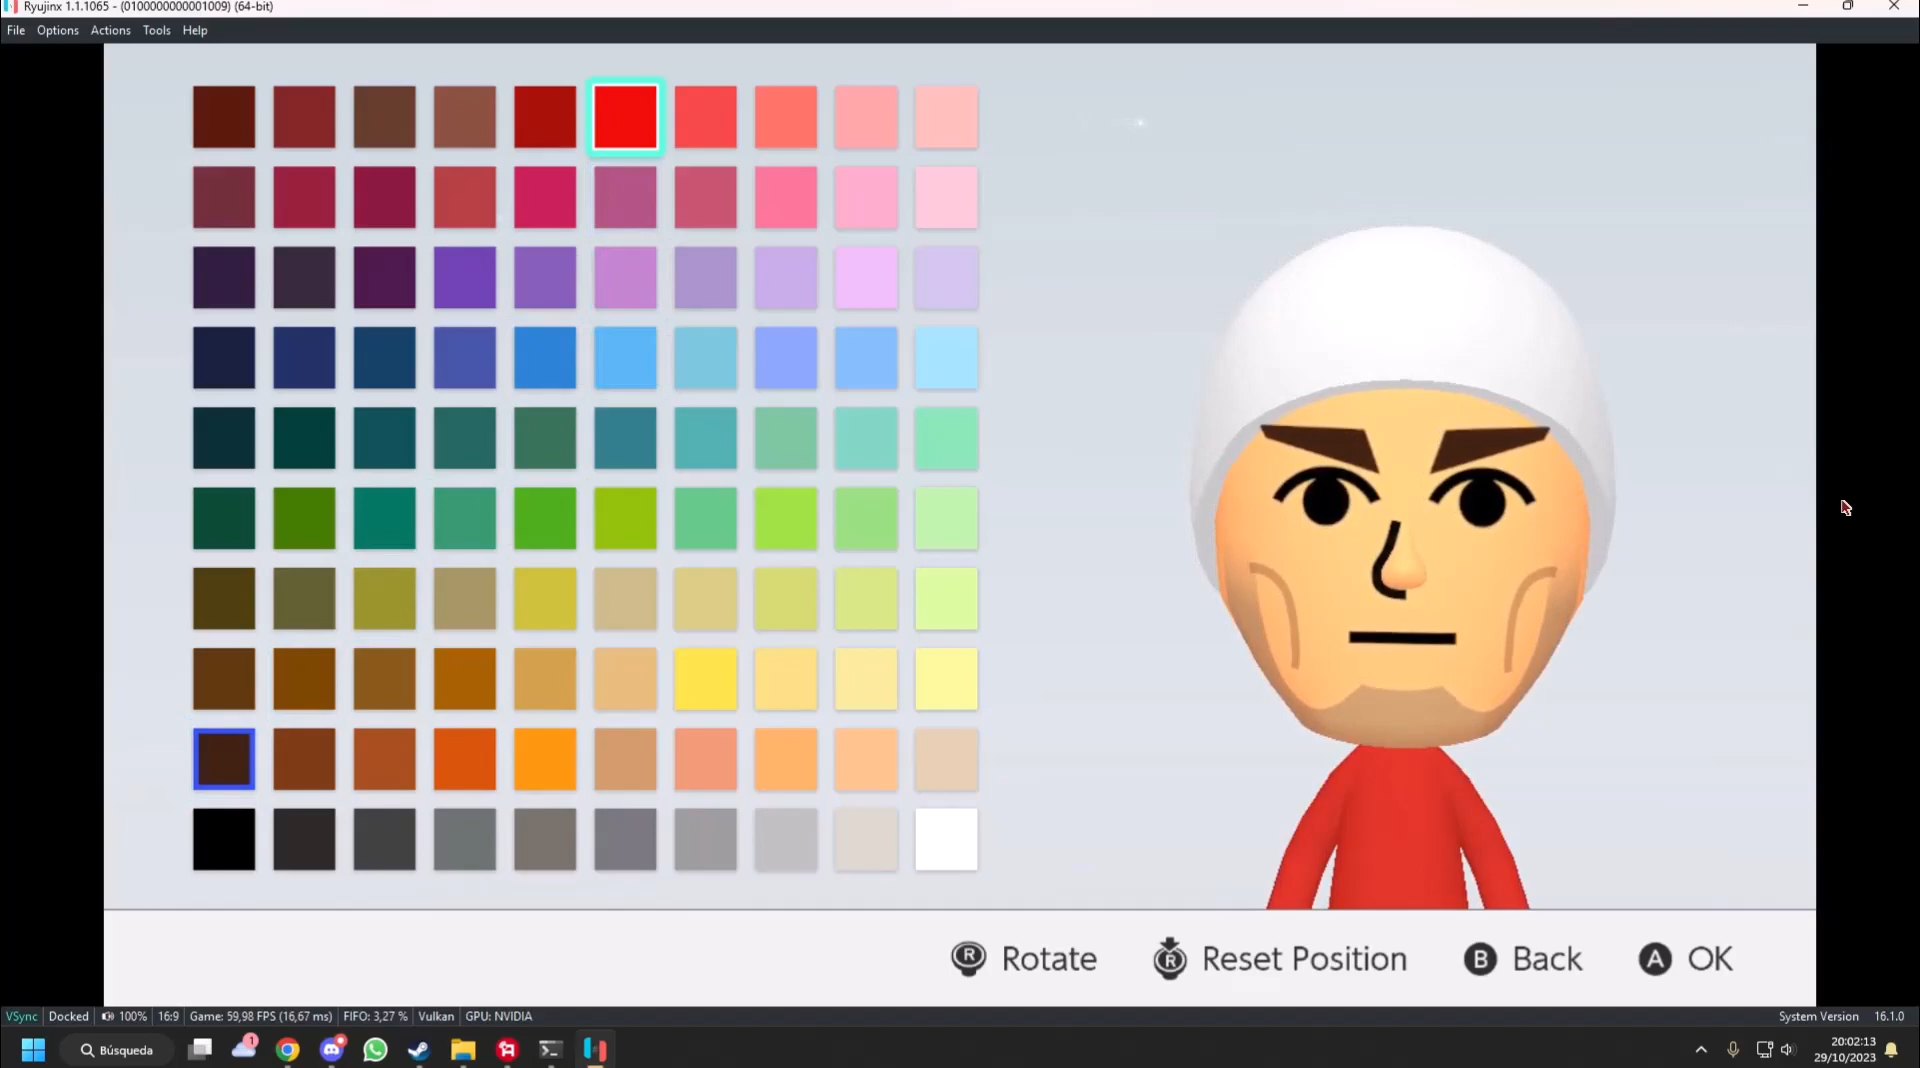 Ryujinx 1.1.1065 - (0100000000001009) (64-bit)
File Options Actions Tools Help
R Rotate R Reset Position B Back A OK
VSync Docked 100% 16:9 Game: 59,98 FPS (16,67 ms) FIFO: 3,27 % Vulkan GPU: NVIDIA System Version 16.1.0
Búsqueda 1 20:02:13
29/10/2023